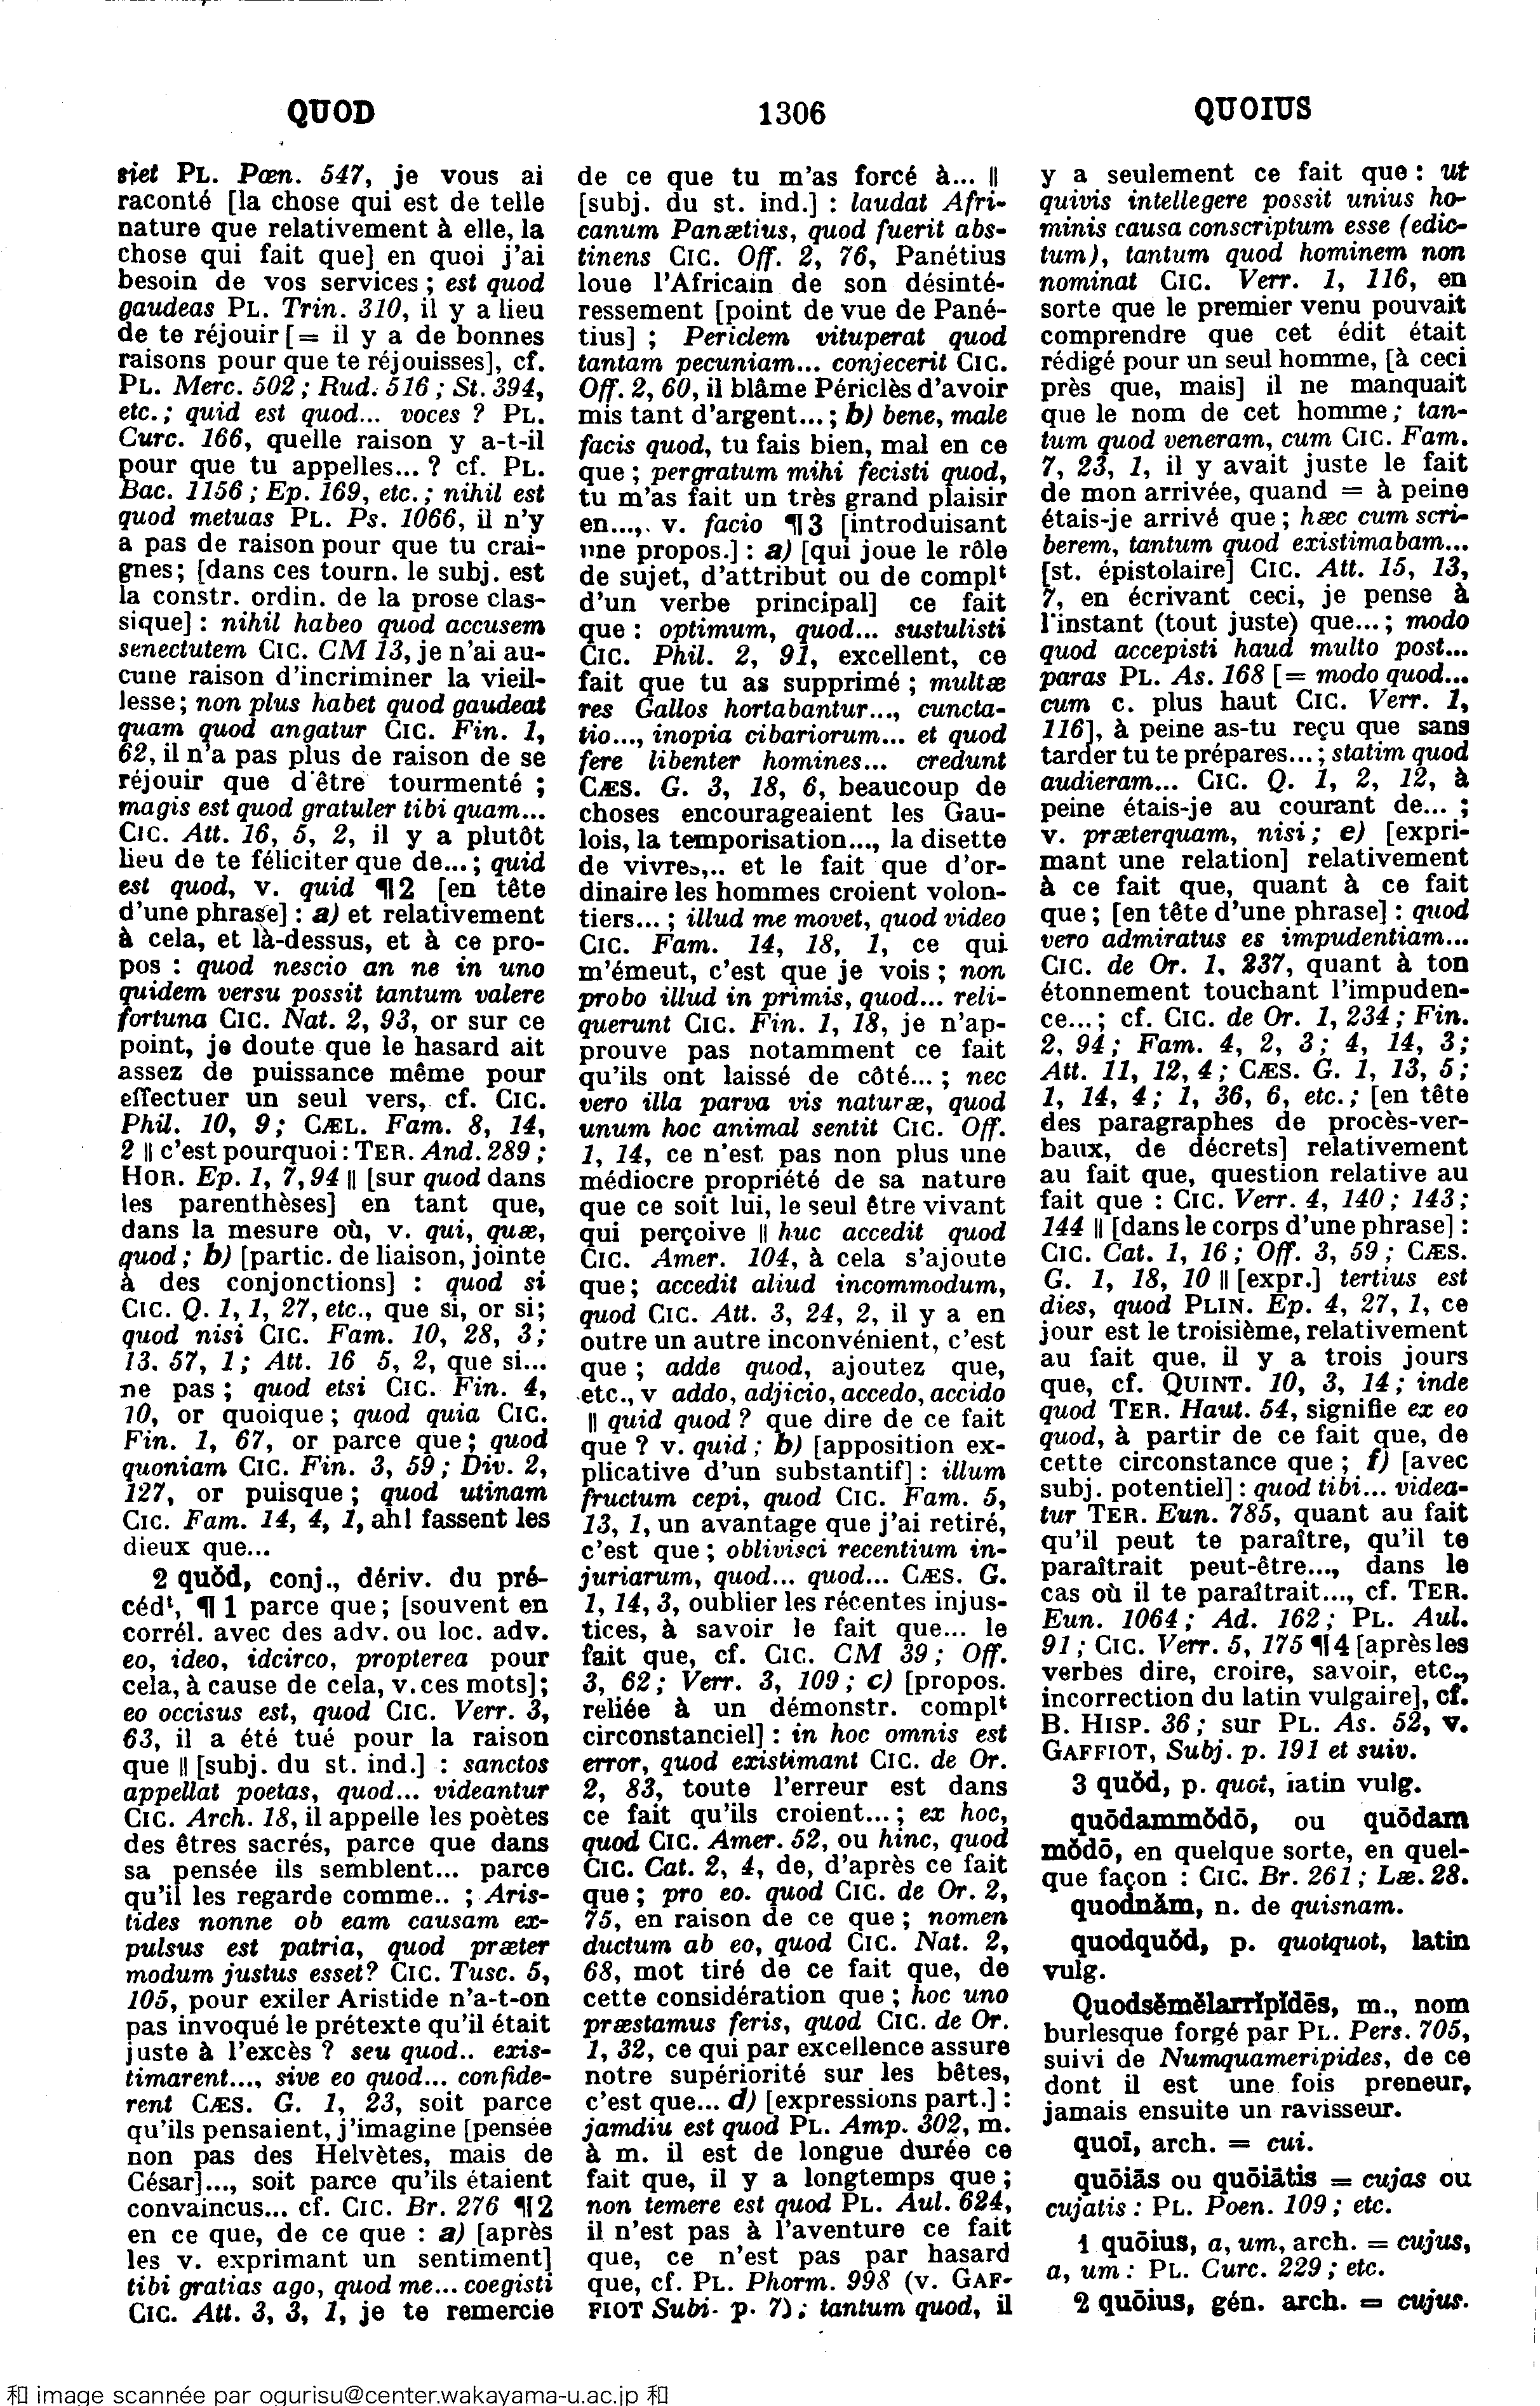 QUOD
1306
QUOIUS
siet PL. Pœn. 547, je vous ai
raconté [la chose qui est de telle
nature que relativement à elle, la
chose qui fait que] en quoi j'ai
besoin de vos services ; est quod
gaudeas PL. Trin. 310, il y a lieu
de te réjouir [= il y a de bonnes
raisons pour que te réjouisses], cf.
PL. Merc. 502 ; Rud. 516 ; St. 394,
etc. ; quid est quod... voces ? PL.
Curc. 166, quelle raison y a-t-il
pour que tu appelles... ? cf. PL.
Bac. 1156 ; Ep. 169, etc. ; nihil est
quod metuas PL. Ps. 1066, il n'y
a pas de raison pour que tu crai-
gnes ; [dans ces tourn. le subj. est
la constr. ordin. de la prose clas-
sique] : nihil habeo quod accusem
senectutem CIC. CM 13, je n'ai au-
cune raison d'incriminer la vieil-
lesse ; non plus habet quod gaudeat
quam quod angatur CIC. Fin. 1,
62, il n'a pas plus de raison de se
réjouir que d'être tourmenté ;
magis est quod gratuler tibi quam...
CIC. Att. 16, 5, 2, il y a plutôt
lieu de te féliciter que de... ; quid
est quod, v. quid ¶ 2 [en tête
d'une phrase] : a) et relativement
à cela, et là-dessus, et à ce pro-
pos : quod nescio an ne in uno
quidem versu possit tantum valere
fortuna CIC. Nat. 2, 93, or sur ce
point, je doute que le hasard ait
assez de puissance même pour
effectuer un seul vers, cf. CIC.
Phil. 10, 9 ; CÆL. Fam. 8, 14,
2 || c'est pourquoi : TER. And. 289 ;
HOR. Ep. 1, 7, 94 || [sur quod dans
les parenthèses] en tant que,
dans la mesure où, v. qui, quæ,
quod ; b) [partic. de liaison, jointe
à des conjonctions] : quod si
CIC. Q. 1, 1, 27, etc., que si, or si ;
quod nisi CIC. Fam. 10, 28, 3 ;
13. 57, 1 ; Att. 16 5, 2, que si...
ne pas ; quod etsi CIC. Fin. 4,
10, or quoique ; quod quia CIC.
Fin. 1, 67, or parce que ; quod
quoniam CIC. Fin. 3, 59 ; Div. 2,
127, or puisque ; quod utinam
CIC. Fam. 14, 4, 1, ah! fassent les
dieux que...
2 quŏd, conj., dériv. du pré-
cédt, ¶ 1 parce que ; [souvent en
corrél. avec des adv. ou loc. adv.
eo, ideo, idcirco, propterea pour
cela, à cause de cela, v. ces mots] ;
eo occisus est, quod CIC. Verr. 3,
63, il a été tué pour la raison
que || [subj. du st. ind.] : sanctos
appellat poetas, quod... videantur
CIC. Arch. 18, il appelle les poètes
des êtres sacrés, parce que dans
sa pensée ils semblent... parce
qu'il les regarde comme.. ; Aris-
tides nonne ob eam causam ex-
pulsus est patria, quod præter
modum justus esset? CIC. Tusc. 5,
105, pour exiler Aristide n'a-t-on
pas invoqué le prétexte qu'il était
juste à l'excès ? seu quod.. exis-
timarent..., sive eo quod... confide-
rent CÆS. G. 1, 23, soit parce
qu'ils pensaient, j'imagine [pensée
non pas des Helvètes, mais de
César]..., soit parce qu'ils étaient
convaincus... cf. CIC. Br. 276 ¶ 2
en ce que, de ce que : a) [après
les v. exprimant un sentiment]
tibi gratias ago, quod me... coegisti
CIC. Att. 3, 3, 1, je te remercie
de ce que tu m'as forcé à... ||
[subj. du st. ind.] : laudat Afri-
canum Panætius, quod fuerit abs-
tinens CIC. Off. 2, 76, Panétius
loue l'Africain de son désinté-
ressement [point de vue de Pané-
tius] ; Periclem vituperat quod
tantam pecuniam... conjecerit CIC.
Off. 2, 60, il blâme Périclès d'avoir
mis tant d'argent... ; b) bene, male
facis quod, tu fais bien, mal en ce
que ; pergratum mihi fecisti quod,
tu m'as fait un très grand plaisir
en..., v. facio ¶ 3 [introduisant
une propos.] : a) [qui joue le rôle
de sujet, d'attribut ou de complt
d'un verbe principal] ce fait
que : optimum, quod... sustulisti
CIC. Phil. 2, 91, excellent, ce
fait que tu as supprimé ; multæ
res Gallos hortabantur..., cuncta-
tio..., inopia cibariorum... et quod
fere libenter homines... credunt
CÆS. G. 3, 18, 6, beaucoup de
choses encourageaient les Gau-
lois, la temporisation..., la disette
de vivres,.. et le fait que d'or-
dinaire les hommes croient volon-
tiers... ; illud me movet, quod video
CIC. Fam. 14, 18, 1, ce qui
m'émeut, c'est que je vois ; non
probo illud in primis, quod... reli-
querunt CIC. Fin. 1, 18, je n'ap-
prouve pas notamment ce fait
qu'ils ont laissé de côté... ; nec
vero illa parva vis naturæ, quod
unum hoc animal sentit CIC. Off.
1, 14, ce n'est pas non plus une
médiocre propriété de sa nature
que ce soit lui, le seul être vivant
qui perçoive || huc accedit quod
CIC. Amer. 104, à cela s'ajoute
que ; accedit aliud incommodum,
quod CIC. Att. 3, 24, 2, il y a en
outre un autre inconvénient, c'est
que ; adde quod, ajoutez que,
etc., v addo, adjicio, accedo, accido
|| quid quod ? que dire de ce fait
que ? v. quid ; b) [apposition ex-
plicative d'un substantif] : illum
fructum cepi, quod CIC. Fam. 5,
13, 1, un avantage que j'ai retiré,
c'est que ; oblivisci recentium in-
juriarum, quod... quod... CÆS. G.
1, 14, 3, oublier les récentes injus-
tices, à savoir le fait que... le
fait que, cf. CIC. CM 39 ; Off.
3, 62 ; Verr. 3, 109 ; c) [propos.
reliée à un démonstr. complt
circonstanciel] : in hoc omnis est
error, quod existimant CIC. de Or.
2, 83, toute l'erreur est dans
ce fait qu'ils croient... ; ex hoc,
quod CIC. Amer. 52, ou hinc, quod
CIC. Cat. 2, 4, de, d'après ce fait
que ; pro eo. quod CIC. de Or. 2,
75, en raison de ce que ; nomen
ductum ab eo, quod CIC. Nat. 2,
68, mot tiré de ce fait que, de
cette considération que ; hoc uno
præstamus feris, quod CIC. de Or.
1, 32, ce qui par excellence assure
notre supériorité sur les bêtes,
c'est que... d) [expressions part.] :
jamdiu est quod PL. Amp. 302, m.
à m. il est de longue durée ce
fait que, il y a longtemps que ;
non temere est quod PL. Aul. 624,
il n'est pas à l'aventure ce fait
que, ce n'est pas par hasard
que, cf. PL. Phorm. 998 (v. GAF-
FIOT Subj. p. 7) ; tantum quod, il
y a seulement ce fait que : ut
quivis intellegere possit unius ho-
minis causa conscriptum esse (edic-
tum), tantum quod hominem non
nominat CIC. Verr. 1, 116, en
sorte que le premier venu pouvait
comprendre que cet édit était
rédigé pour un seul homme, [à ceci
près que, mais] il ne manquait
que le nom de cet homme ; tan-
tum quod veneram, cum CIC. Fam.
7, 23, 1, il y avait juste le fait
de mon arrivée, quand = à peine
étais-je arrivé que ; hæc cum scri-
berem, tantum quod existimabam...
[st. épistolaire] CIC. Att. 15, 13,
7, en écrivant ceci, je pense à
l'instant (tout juste) que... ; modo
quod accepisti haud multo post...
paras PL. As. 168 [= modo quod...
cum c. plus haut CIC. Verr. 1,
116], à peine as-tu reçu que sans
tarder tu te prépares... ; statim quod
audieram... CIC. Q. 1, 2, 12, à
peine étais-je au courant de... ;
v. præterquam, nisi ; e) [expri-
mant une relation] relativement
à ce fait que, quant à ce fait
que ; [en tête d'une phrase] : quod
vero admiratus es impudentiam...
CIC. de Or. 1. 237, quant à ton
étonnement touchant l'impuden-
ce... ; cf. CIC. de Or. 1, 234 ; Fin.
2, 94 ; Fam. 4, 2, 3 ; 4, 14, 3 ;
Att. 11, 12, 4 ; CÆS. G. 1, 13, 5 ;
1, 14, 4 ; 1, 36, 6, etc. ; [en tête
des paragraphes de procès-ver-
baux, de décrets] relativement
au fait que, question relative au
fait que : CIC. Verr. 4, 140 ; 143 ;
144 || [dans le corps d'une phrase] :
CIC. Cat. 1, 16 ; Off. 3, 59 ; CÆS.
G. 1, 18, 10 || [expr.] tertius est
dies, quod PLIN. Ep. 4, 27, 1, ce
jour est le troisième, relativement
au fait que, il y a trois jours
que, cf. QUINT. 10, 3, 14 ; inde
quod TER. Haut. 54, signifie ex eo
quod, à partir de ce fait que, de
cette circonstance que ; f) [avec
subj. potentiel] : quod tibi... videa-
tur TER. Eun. 785, quant au fait
qu'il peut te paraître, qu'il te
paraîtrait peut-être..., dans le
cas où il te paraîtrait..., cf. TER.
Eun. 1064 ; Ad. 162 ; PL. Aul.
91 ; CIC. Verr. 5, 175 ¶ 4 [après les
verbes dire, croire, savoir, etc.,
incorrection du latin vulgaire], cf.
B. HISP. 36 ; sur PL. As. 52, v.
GAFFIOT, Subj. p. 191 et suiv.
3 quŏd, p. quot, latin vulg.
quōdammŏdō, ou quōdam
mŏdō, en quelque sorte, en quel-
que façon : CIC. Br. 261 ; Læ. 28.
quodnăm, n. de quisnam.
quodquŏd, p. quotquot, latin
vulg.
Quodsĕmĕlarrĭpĭdēs, m., nom
burlesque forgé par PL. Pers. 705,
suivi de Numquameripides, de ce
dont il est une fois preneur,
jamais ensuite un ravisseur.
quoī, arch. = cui.
quōiās ou quōiātis = cujas ou
cujatis : PL. Poen. 109 ; etc.
1 quōius, a, um, arch. = cujus,
a, um : PL. Curc. 229 ; etc.
2 quōius, gén. arch. = cujus.
和 image scannée par ogurisu@center.wakayama-u.ac.jp 和